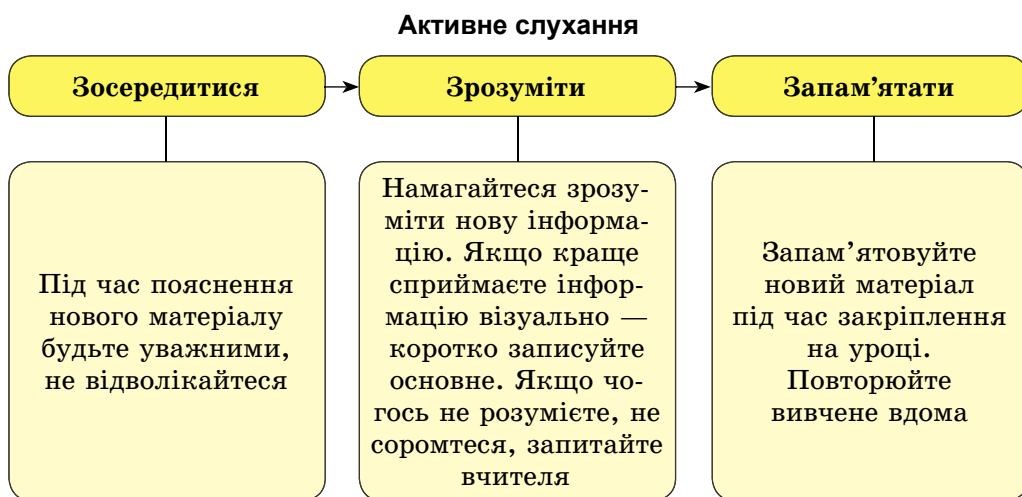 Активне слухання
Зосередитися
Зрозуміти
Запам’ятати
Під час пояснення
нового матеріалу
будьте уважними,
не відволікайтеся
Намагайтеся зрозу-
міти нову інформа-
цію. Якщо краще
сприймаєте інфор-
мацію візуально —
коротко записуйте
основне. Якщо чо-
гось не розумієте, не
соромтеся, запитайте
вчителя
Запам’ятовуйте
новий матеріал
під час закріплення
на уроці.
Повторюйте
вивчене вдома